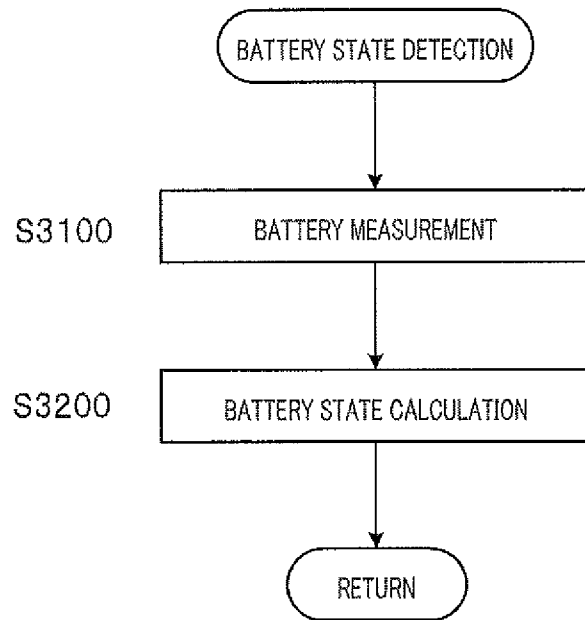 BATTERY STATE DETECTION
S3100 BATTERY MEASUREMENT
S3200 BATTERY STATE CALCULATION
RETURN